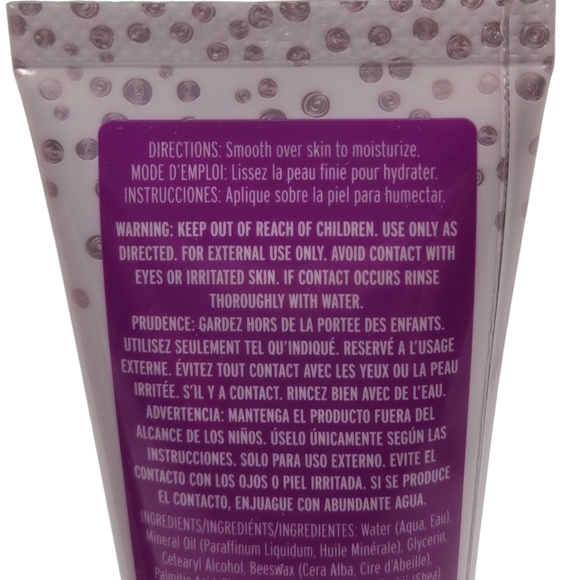 DIRECTIONS: Smooth over skin to moisturize.
MODE D'EMPLOI: Lissez la peau finie pour hydrater.
INSTRUCCIONES: Aplique sobre la piel para humectar.
WARNING: KEEP OUT OF REACH OF CHILDREN. USE ONLY AS
DIRECTED. FOR EXTERNAL USE ONLY. AVOID CONTACT WITH
EYES OR IRRITATED SKIN. IF CONTACT OCCURS RINSE
THOROUGHLY WITH WATER.
PRUDENCE: GARDEZ HORS DE LA PORTEE DES ENFANTS.
UTILISEZ SEULEMENT TEL QU'INDIQUÉ. RESERVÉ A L'USAGE
EXTERNE. ÉVITEZ TOUT CONTACT AVEC LES YEUX OU LA PEAU
IRRITÉE. S'IL Y A CONTACT. RINCEZ BIEN AVEC DE L'EAU.
ADVERTENCIA: MANTENGA EL PRODUCTO FUERA DEL
ALCANCE DE LOS NIÑOS. ÚSELO ÚNICAMENTE SEGÚN LAS
INSTRUCCIONES. SOLO PARA USO EXTERNO. EVITE EL
CONTACTO CON LOS OJOS O PIEL IRRITADA. SI SE PRODUCE
EL CONTACTO, ENJUAGUE CON ABUNDANTE AGUA.
INGREDIENTS/INGREDIÉNTS/INGREDIENTES: Water (Aqua, Eau),
Mineral Oil (Paraffinum Liquidum, Huile Minérale), Glycerin,
Cetearyl Alcohol, Beeswax (Cera Alba, Cire d'Abeille),